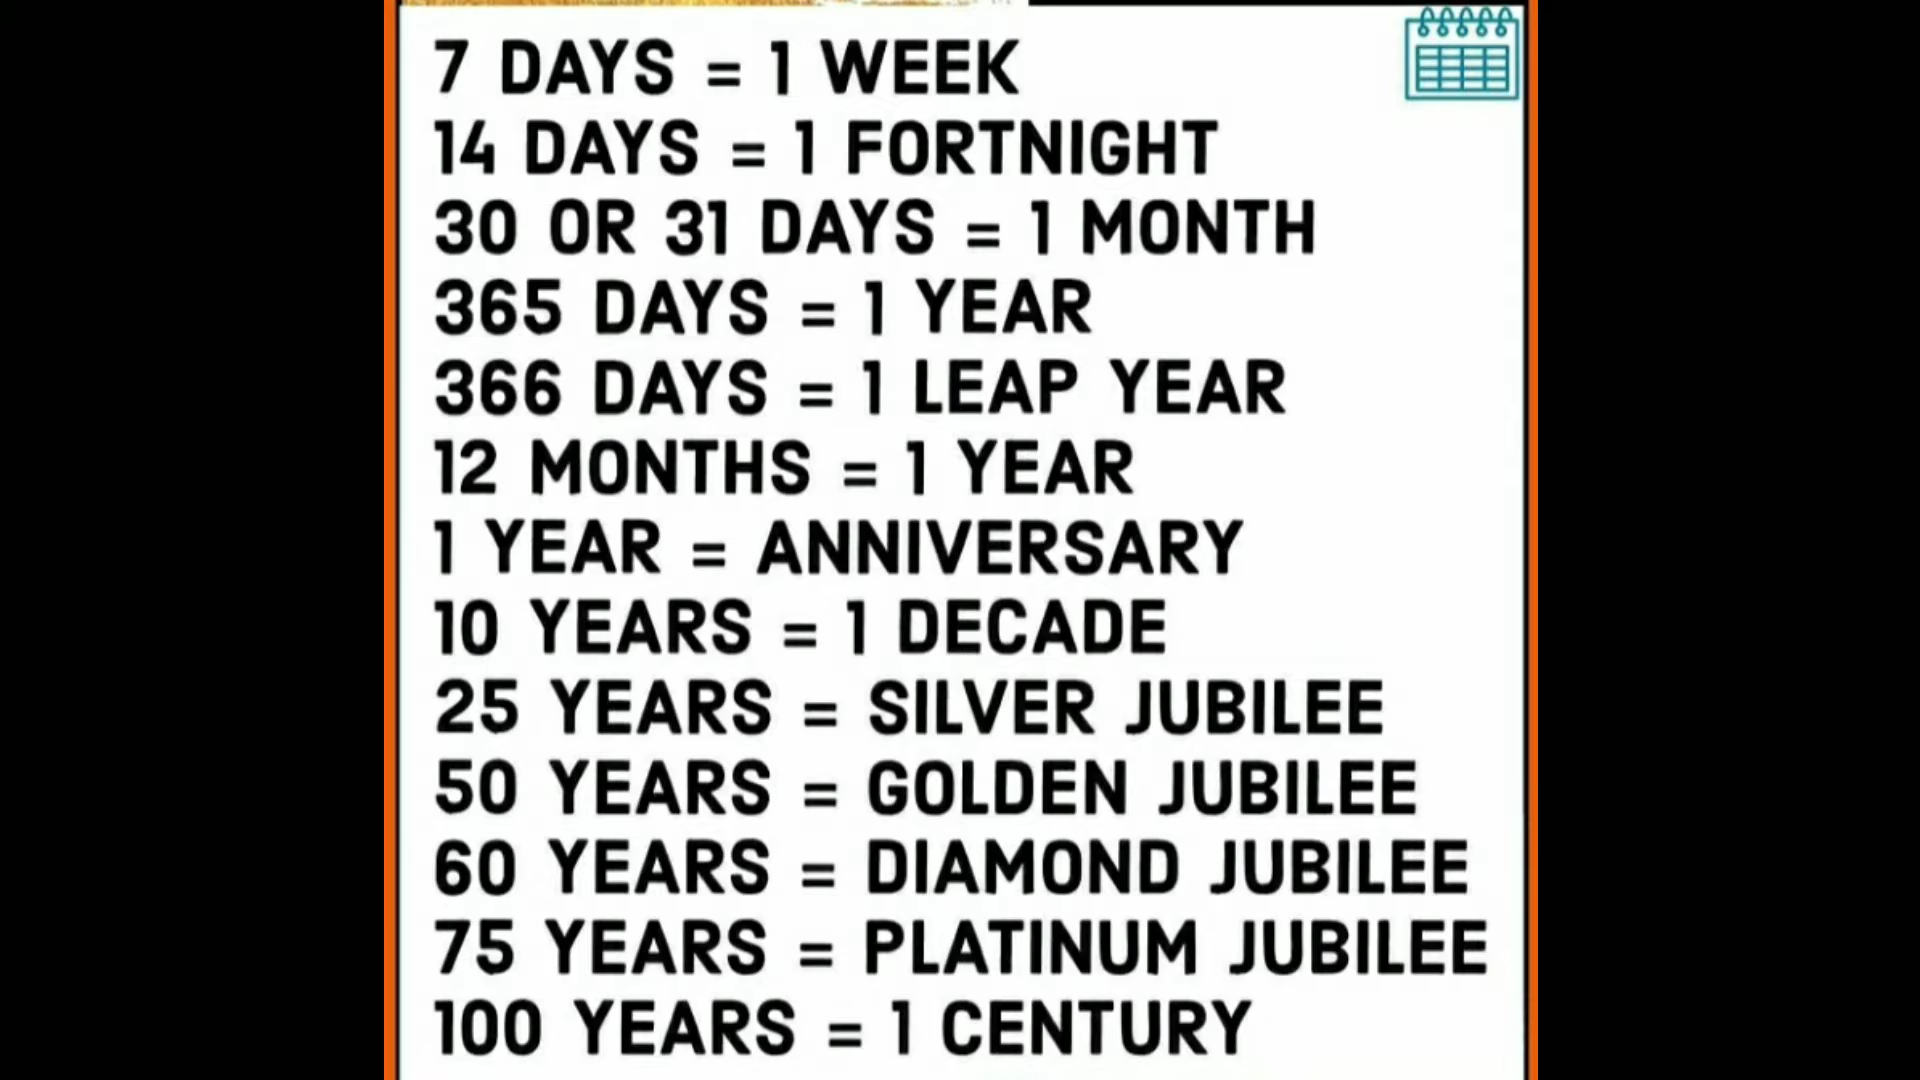 7 DAYS = 1 WEEK
14 DAYS = 1 FORTNIGHT
30 OR 31 DAYS = 1 MONTH
365 DAYS = 1 YEAR
366 DAYS = 1 LEAP YEAR
12 MONTHS = 1 YEAR
1 YEAR = ANNIVERSARY
10 YEARS = 1 DECADE
25 YEARS = SILVER JUBILEE
50 YEARS = GOLDEN JUBILEE
60 YEARS = DIAMOND JUBILEE
75 YEARS = PLATINUM JUBILEE
100 YEARS = 1 CENTURY